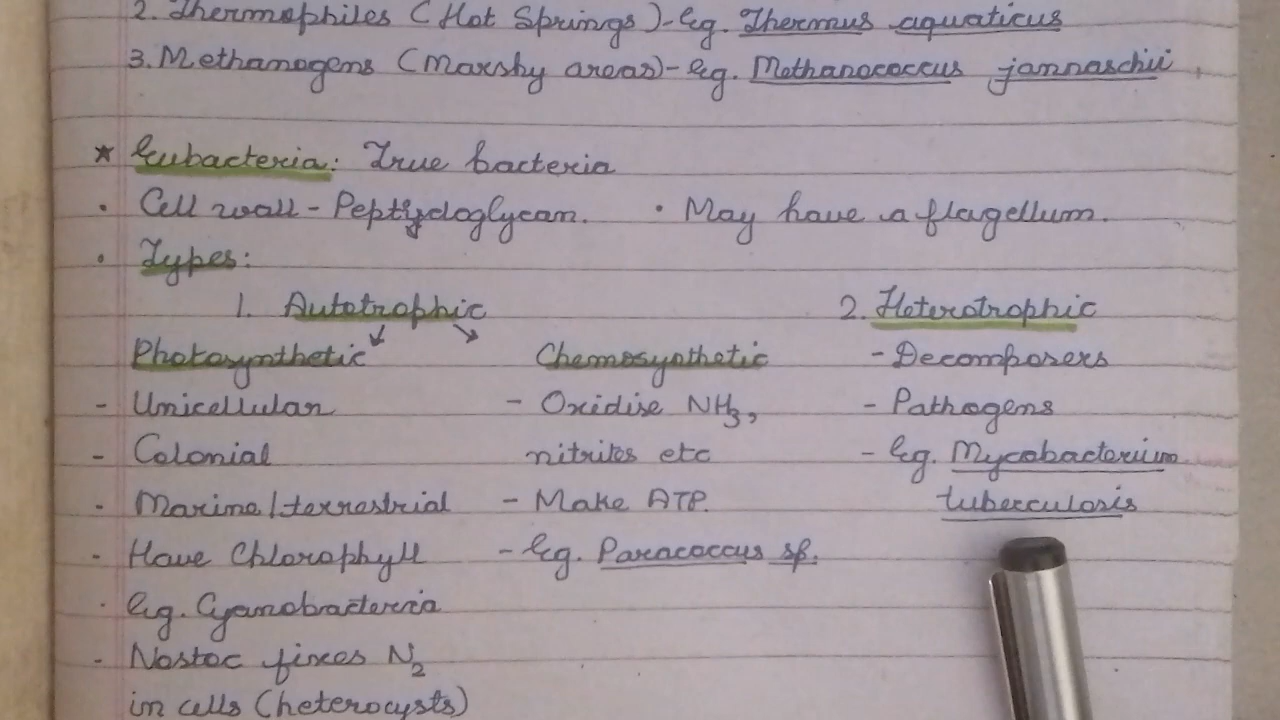 2. Thermophiles (Hot Springs)-Eg. Thermus aquaticus
3. Methanogens (Marshy areas)-Eg. Methanococcus jannaschii
★ Eubacteria: True bacteria
• Cell wall - Peptydoglycan. • May have a flagellum.
• Types:
1. Autotrophic 2. Heterotrophic
Photosynthetic Chemosynthetic - Decomposers
- Unicellular - Oxidise NH3, - Pathogens
- Colonial nitrites etc - Eg. Mycobacterium
- Marine/terrestrial - Make ATP. tuberculosis
- Have Chlorophyll - Eg. Paracoccus sp.
· Eg. Cyanobacteria
- Nostoc fixes N2
in cells (heterocysts)